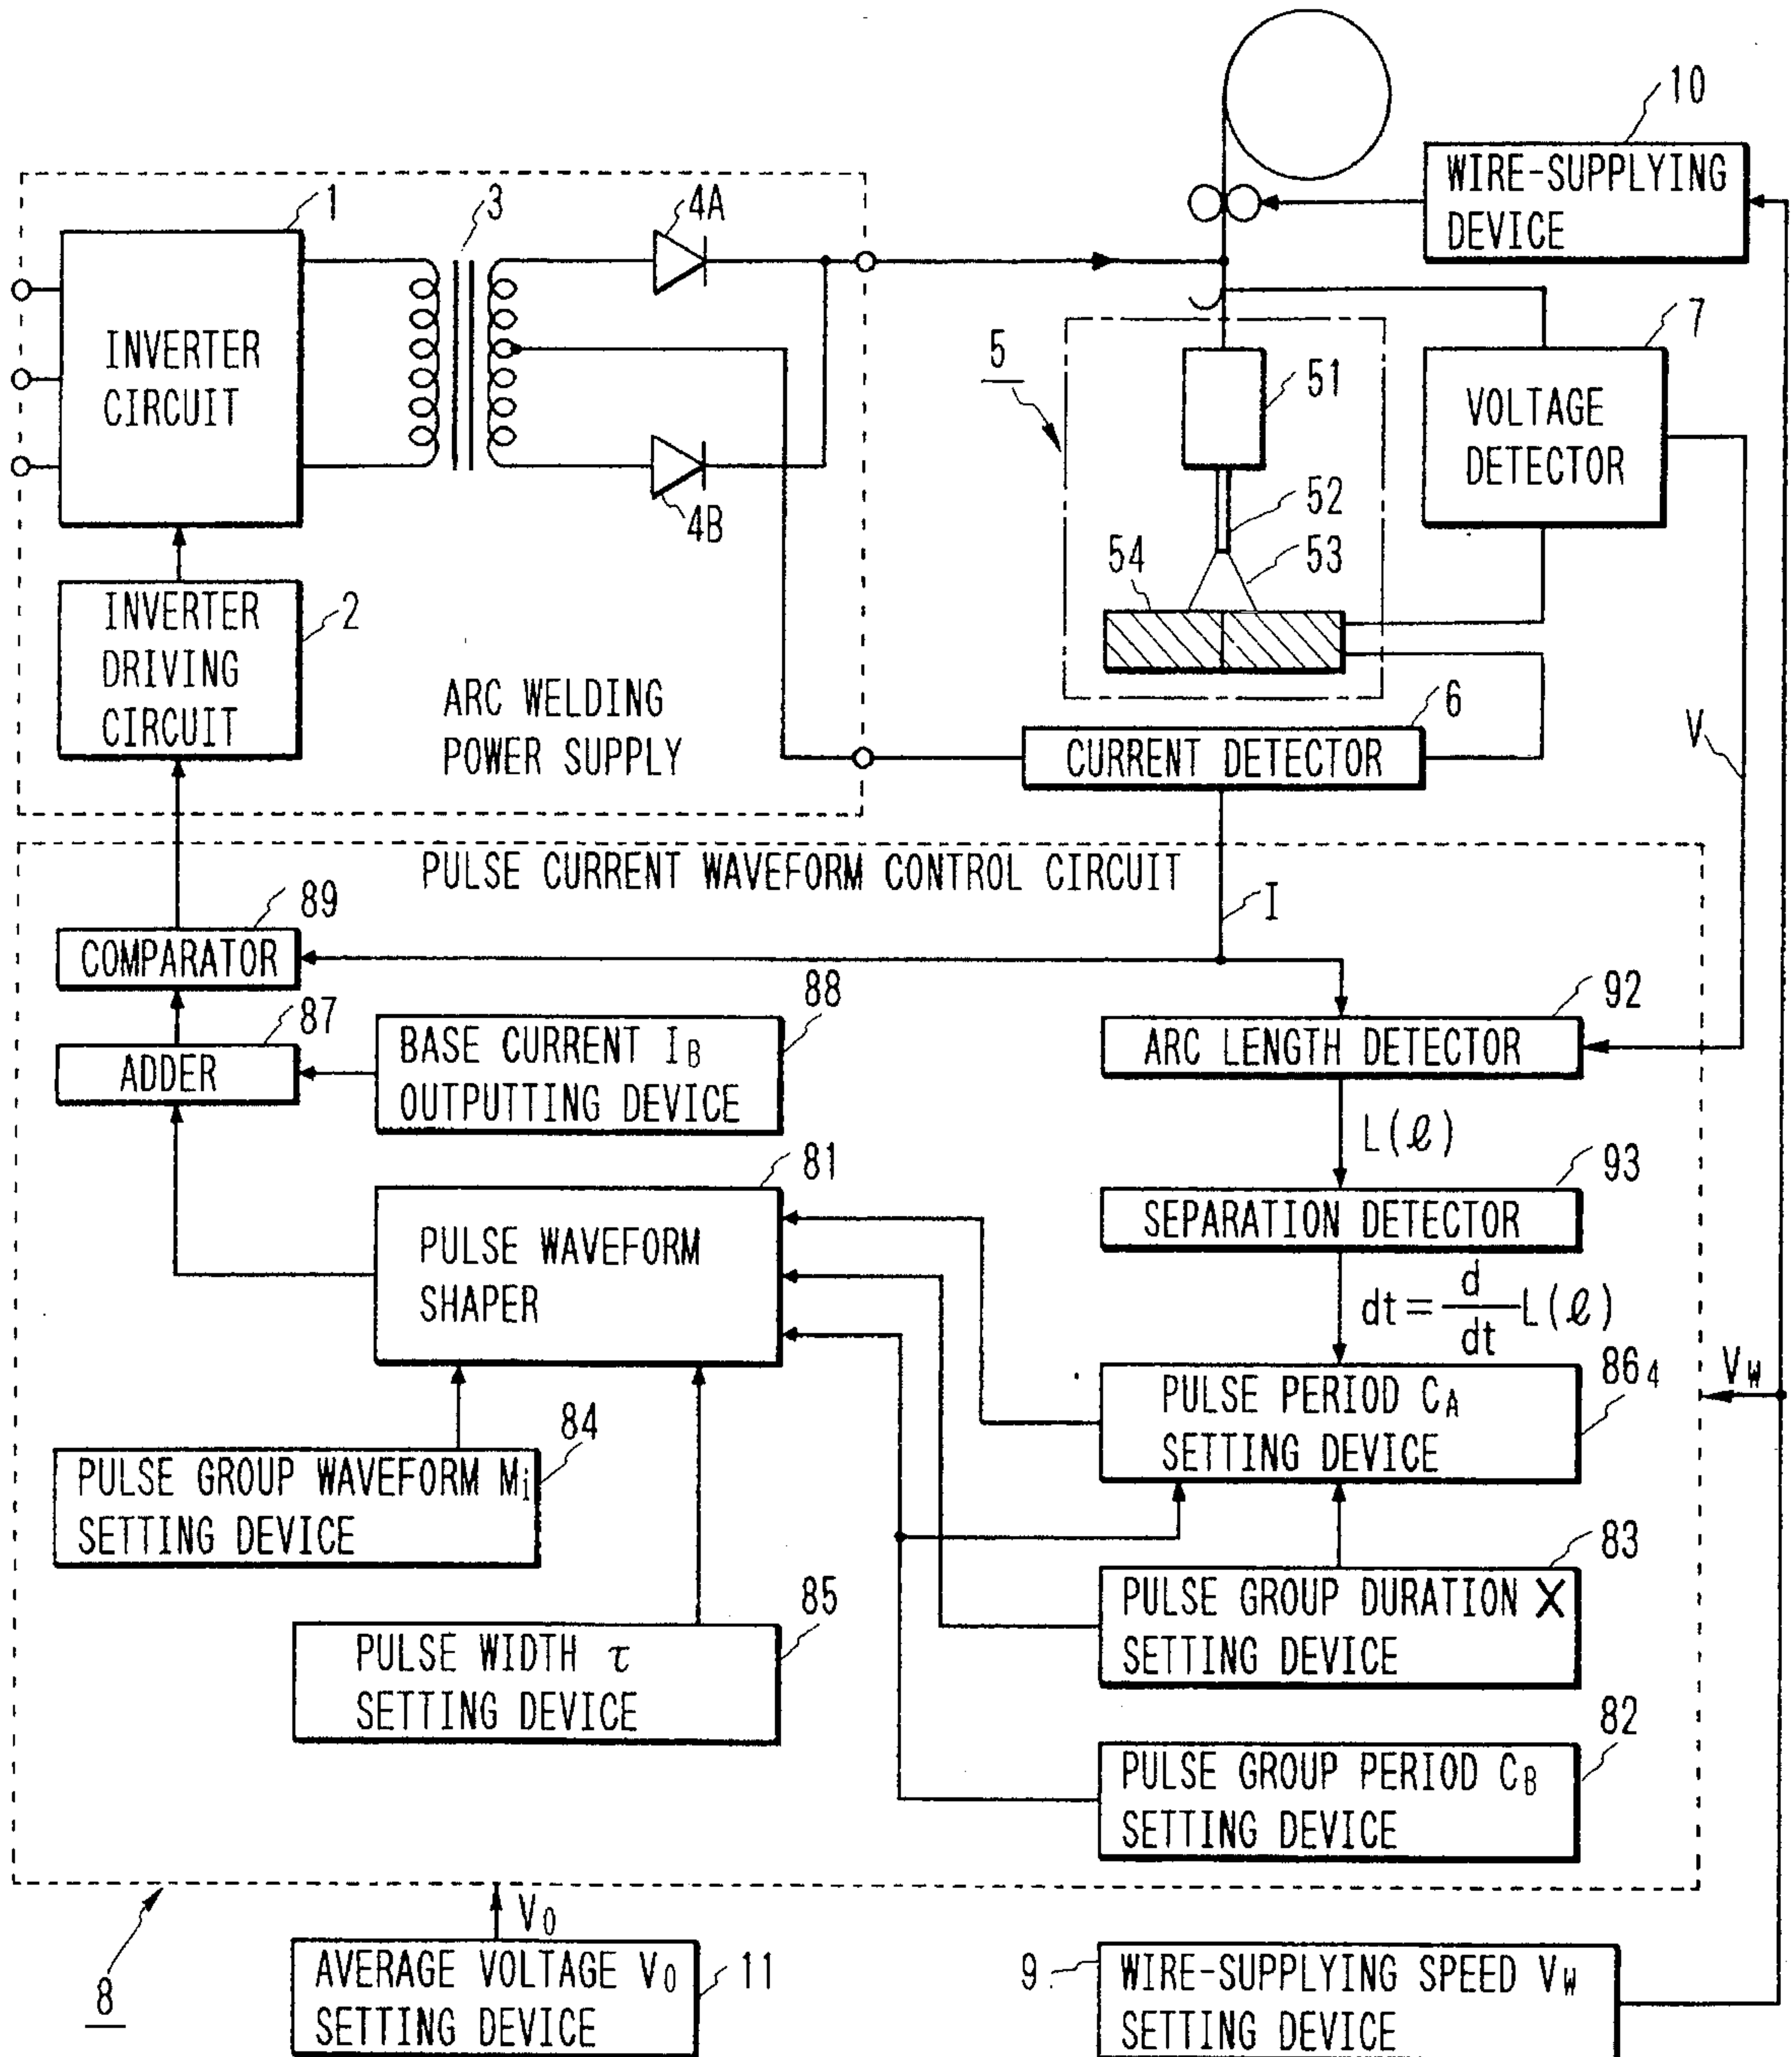 10
WIRE-SUPPLYING
DEVICE
1
3
4A
INVERTER
CIRCUIT
4B
5
51
7
VOLTAGE
DETECTOR
52
54
53
INVERTER
DRIVING
CIRCUIT
2
ARC WELDING
POWER SUPPLY
6
CURRENT DETECTOR
V
PULSE CURRENT WAVEFORM CONTROL CIRCUIT
I
89
COMPARATOR
87
ADDER
88
BASE CURRENT IB
OUTPUTTING DEVICE
92
ARC LENGTH DETECTOR
L(ℓ)
81
PULSE WAVEFORM
SHAPER
93
SEPARATION DETECTOR
dt = d/dt L(ℓ)
864
PULSE PERIOD CA
SETTING DEVICE
VW
84
PULSE GROUP WAVEFORM Mi
SETTING DEVICE
83
PULSE GROUP DURATION X
SETTING DEVICE
85
PULSE WIDTH τ
SETTING DEVICE
82
PULSE GROUP PERIOD CB
SETTING DEVICE
8
V0
AVERAGE VOLTAGE V0
SETTING DEVICE
11
9
WIRE-SUPPLYING SPEED VW
SETTING DEVICE